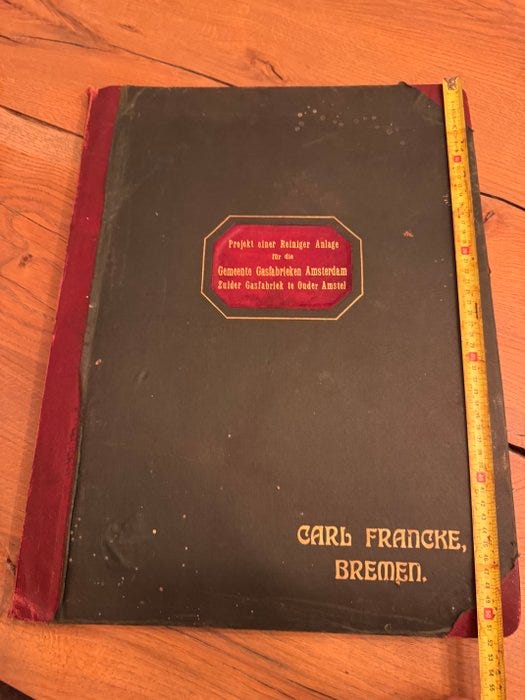 Projekt einer Reiniger Anlage
für die
Gemeente Gasfabrieken Amsterdam
Zuider Gasfabriek te Ouder Amstel
CARL FRANCKE,
BREMEN.